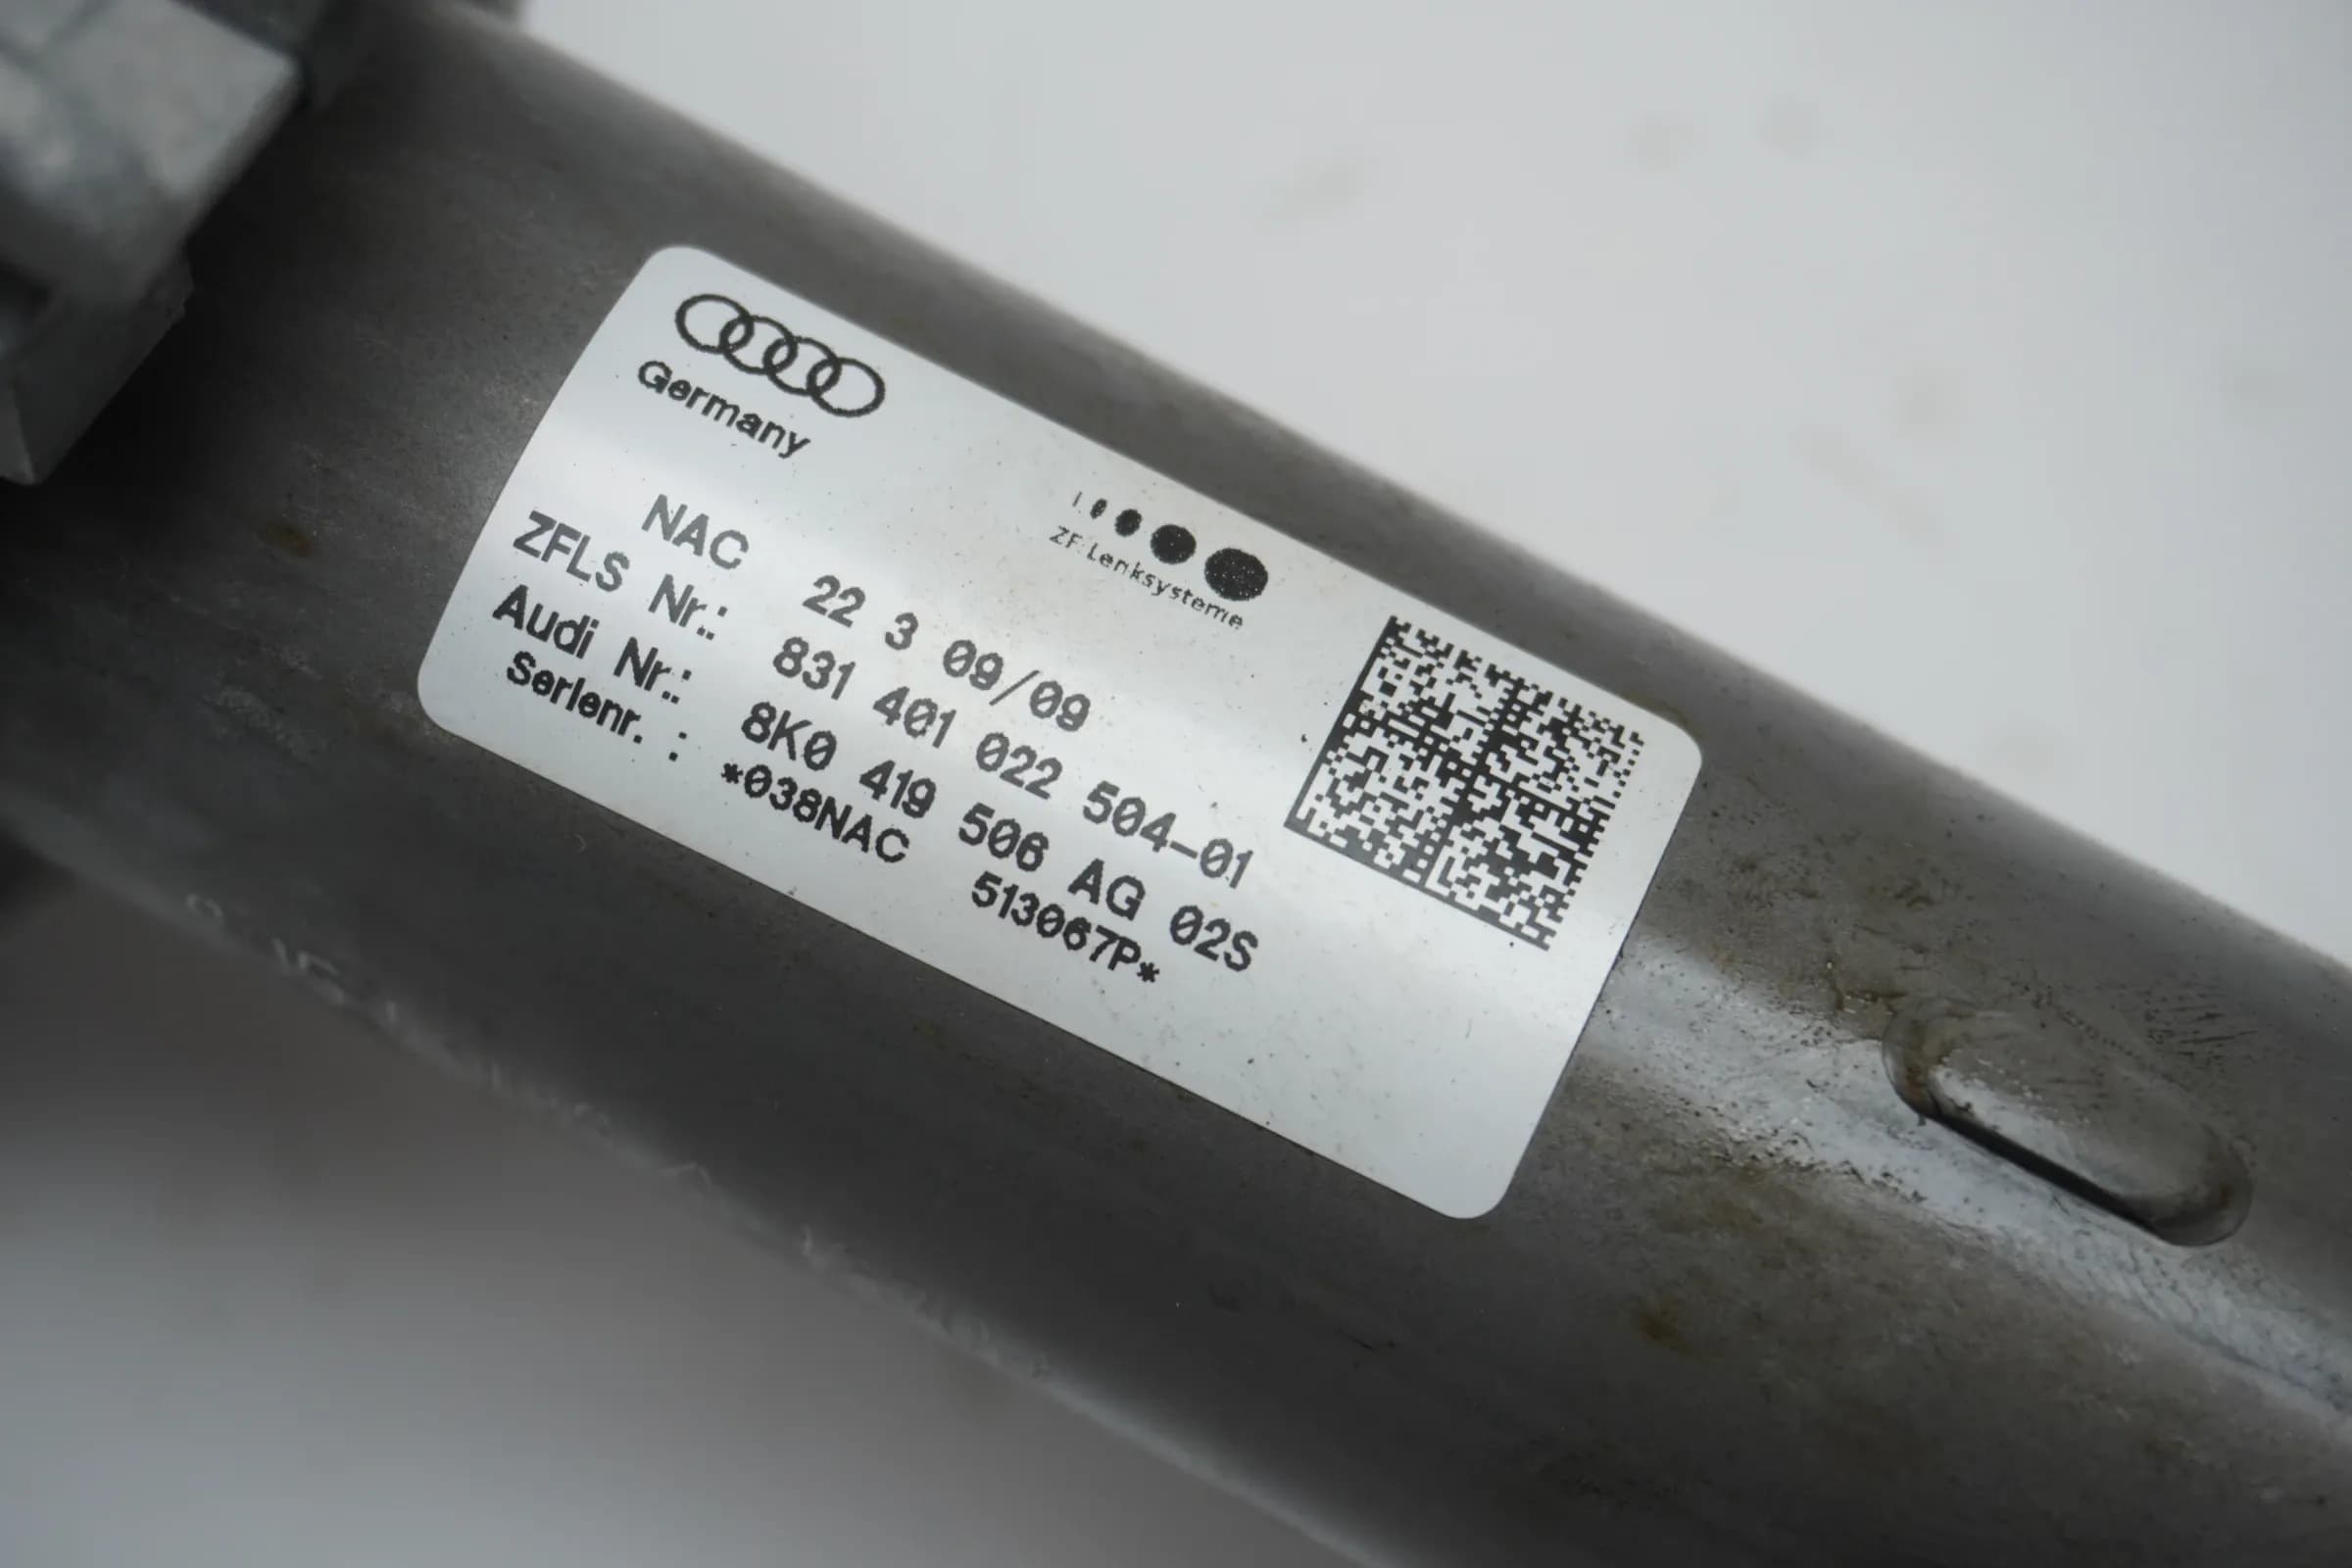 Germany
ZF Lenksysteme
NAC 22 3 09/09
ZFLS Nr.: 831 401 022 504-01
Audi Nr.: 8K0 419 506 AG 02S
Serienr. : *038NAC 513067P*